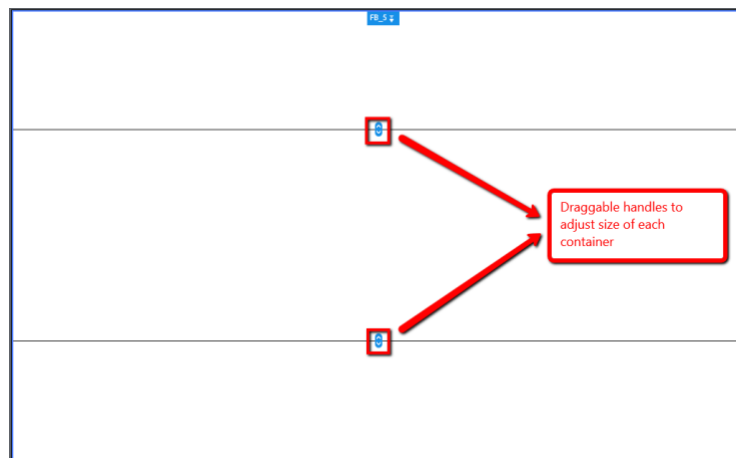 FB_5
Draggable handles to
adjust size of each
container